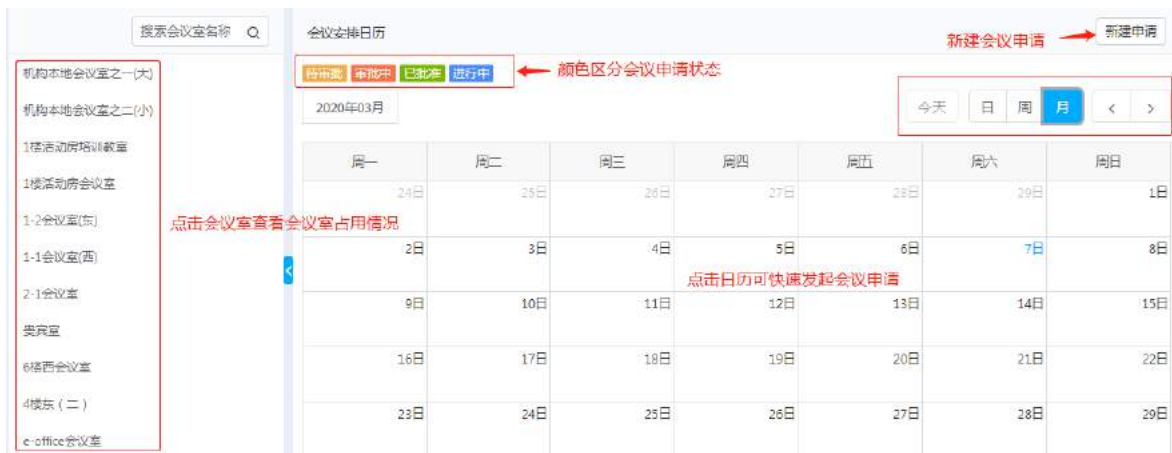 搜索会议室名称
会议安排日历
新建会议申请
新建申请
机构本地会议室之一(大)
机构本地会议室之二(小)
1楼活动房培训教室
1楼活动房会议室
1-2会议室(东)
1-1会议室(西)
2-1会议室
贵宾室
6楼西会议室
4楼东（二）
e-office会议室
点击会议室查看会议室占用情况
待审批 审批中 已批准 进行中
颜色区分会议申请状态
2020年03月
今天 日 周 月 < >
周一 周二 周三 周四 周五 周六 周日
24日 25日 26日 27日 28日 29日 1日
2日 3日 4日 5日 6日 7日 8日
点击日历可快速发起会议申请
9日 10日 11日 12日 13日 14日 15日
16日 17日 18日 19日 20日 21日 22日
23日 24日 25日 26日 27日 28日 29日